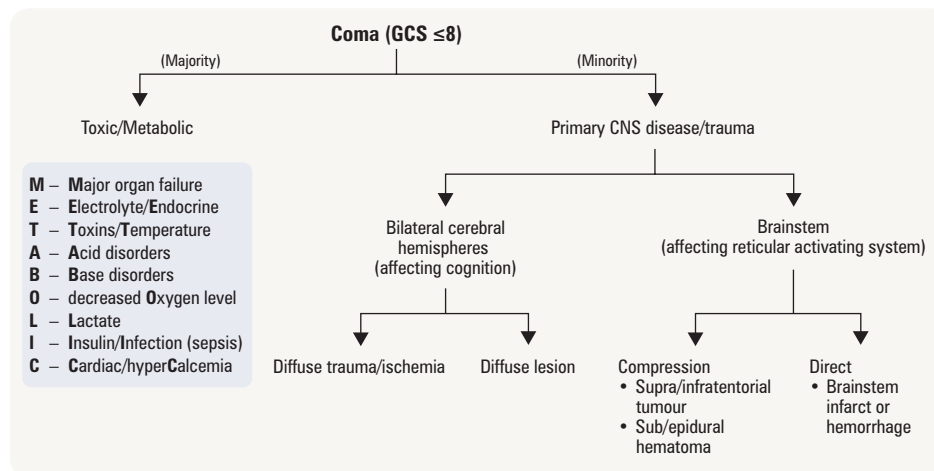 Coma (GCS ≤8)
(Majority)
(Minority)
Toxic/Metabolic
Primary CNS disease/trauma
M – Major organ failure
E – Electrolyte/Endocrine
T – Toxins/Temperature
A – Acid disorders
B – Base disorders
O – decreased Oxygen level
L – Lactate
I – Insulin/Infection (sepsis)
C – Cardiac/hyperCalcemia
Bilateral cerebral
hemispheres
(affecting cognition)
Brainstem
(affecting reticular activating system)
Diffuse trauma/ischemia
Diffuse lesion
Compression
• Supra/infratentorial
tumour
• Sub/epidural
hematoma
Direct
• Brainstem
infarct or
hemorrhage